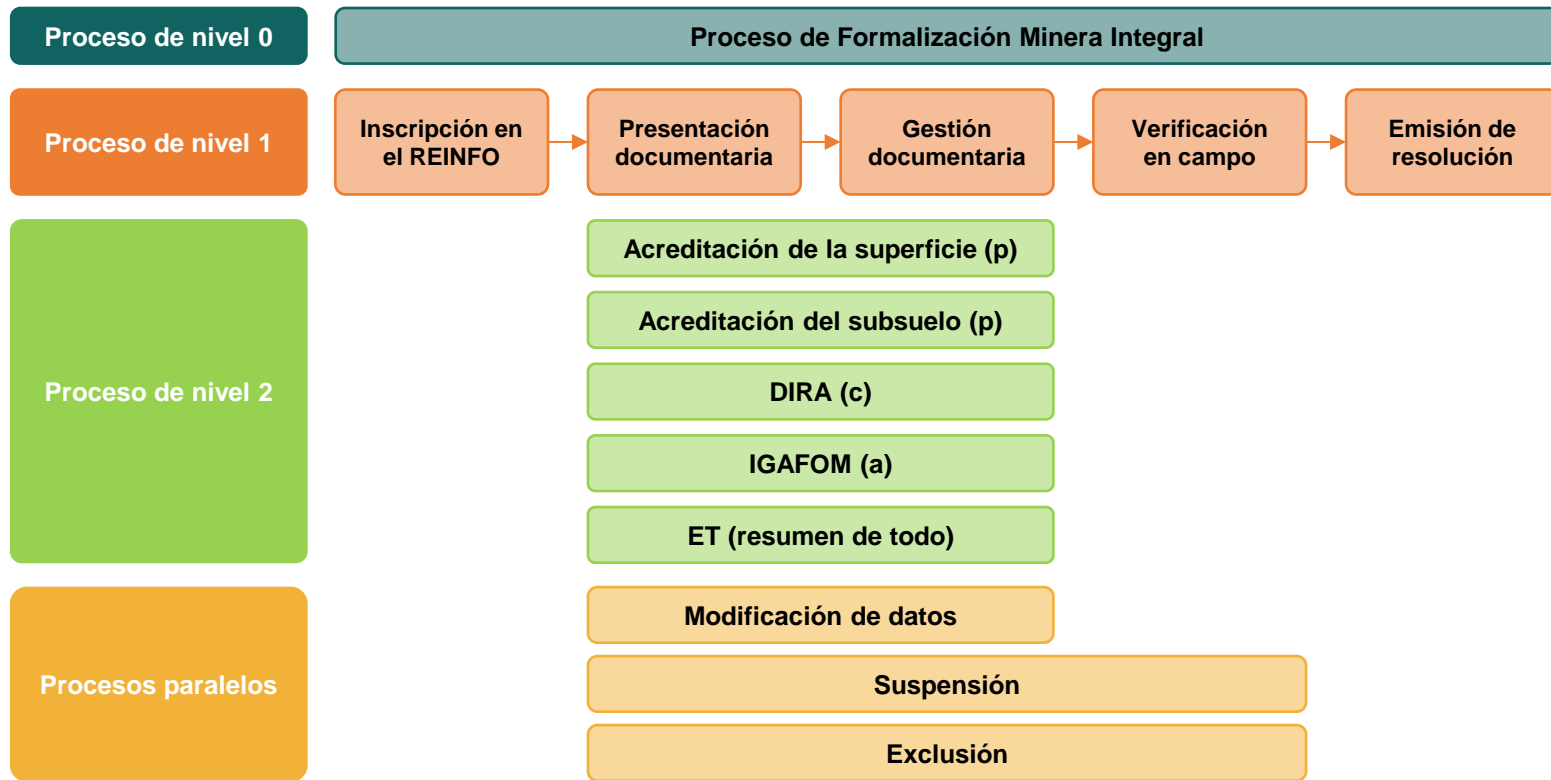 Proceso de nivel 0
Proceso de Formalización Minera Integral
Proceso de nivel 1
Inscripción en
el REINFO
Presentación
documentaria
Gestión
documentaria
Verificación
en campo
Emisión de
resolución
Proceso de nivel 2
Acreditación de la superficie (p)
Acreditación del subsuelo (p)
DIRA (c)
IGAFOM (a)
ET (resumen de todo)
Procesos paralelos
Modificación de datos
Suspensión
Exclusión